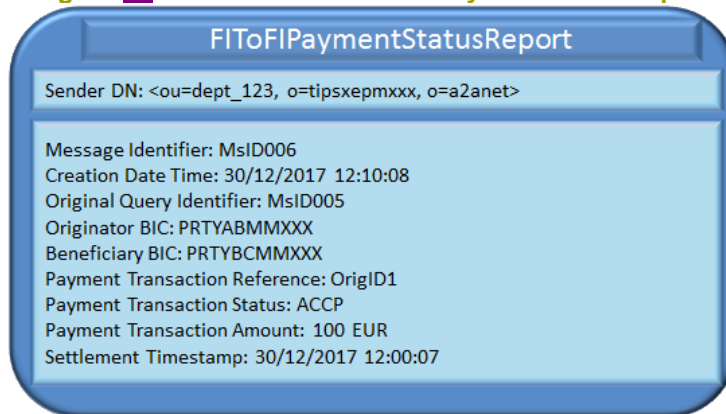 FIToFIPaymentStatusReport
Sender DN: <ou=dept_123, o=tipsxepmxxx, o=a2anet>
Message Identifier: MsID006
Creation Date Time: 30/12/2017 12:10:08
Original Query Identifier: MsID005
Originator BIC: PRTYABMMXXX
Beneficiary BIC: PRTYBCMMXXX
Payment Transaction Reference: OrigID1
Payment Transaction Status: ACCP
Payment Transaction Amount: 100 EUR
Settlement Timestamp: 30/12/2017 12:00:07